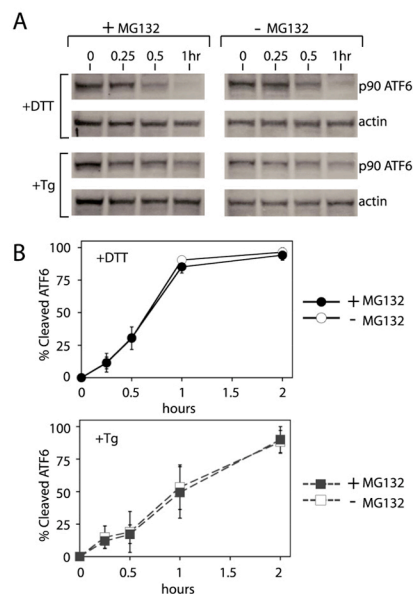 A
+ MG132
- MG132
0 0.25 0.5 1hr
0 0.25 0.5 1hr
+DTT
p90 ATF6
actin
+Tg
p90 ATF6
actin
B
+DTT
% Cleaved ATF6
100
75
50
25
0
0 0.5 1 1.5 2
hours
+ MG132
- MG132
+Tg
% Cleaved ATF6
100
75
50
25
0
0 0.5 1 1.5 2
hours
+ MG132
- MG132